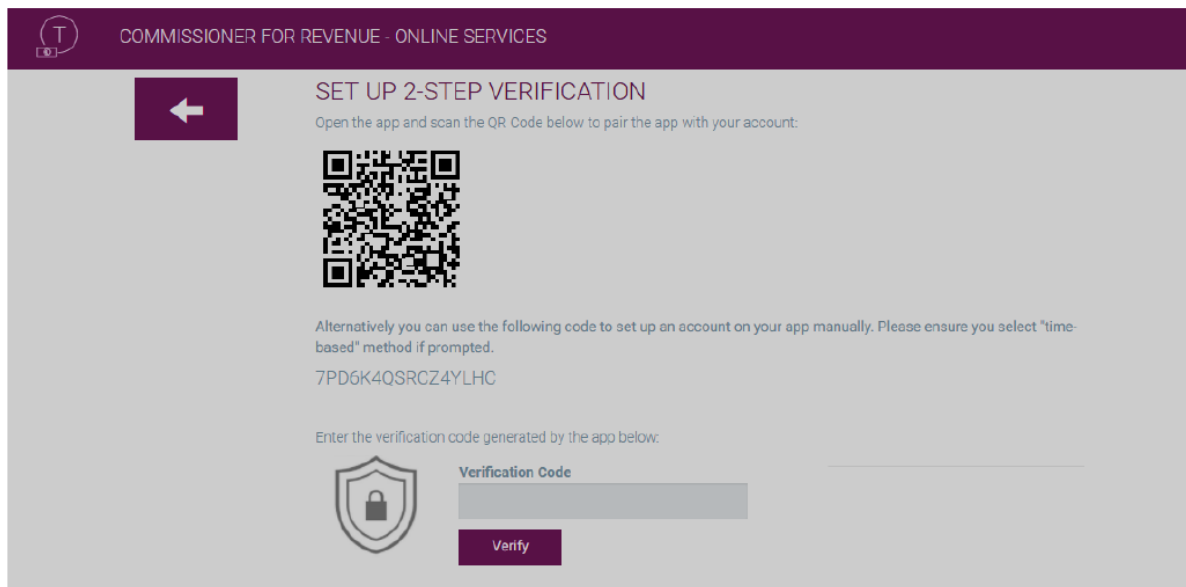 T
COMMISSIONER FOR REVENUE - ONLINE SERVICES
SET UP 2-STEP VERIFICATION
Open the app and scan the QR Code below to pair the app with your account:
Alternatively you can use the following code to set up an account on your app manually. Please ensure you select "time-
based" method if prompted.
7PD6K4QSRCZ4YLHC
Enter the verification code generated by the app below:
Verification Code
Verify